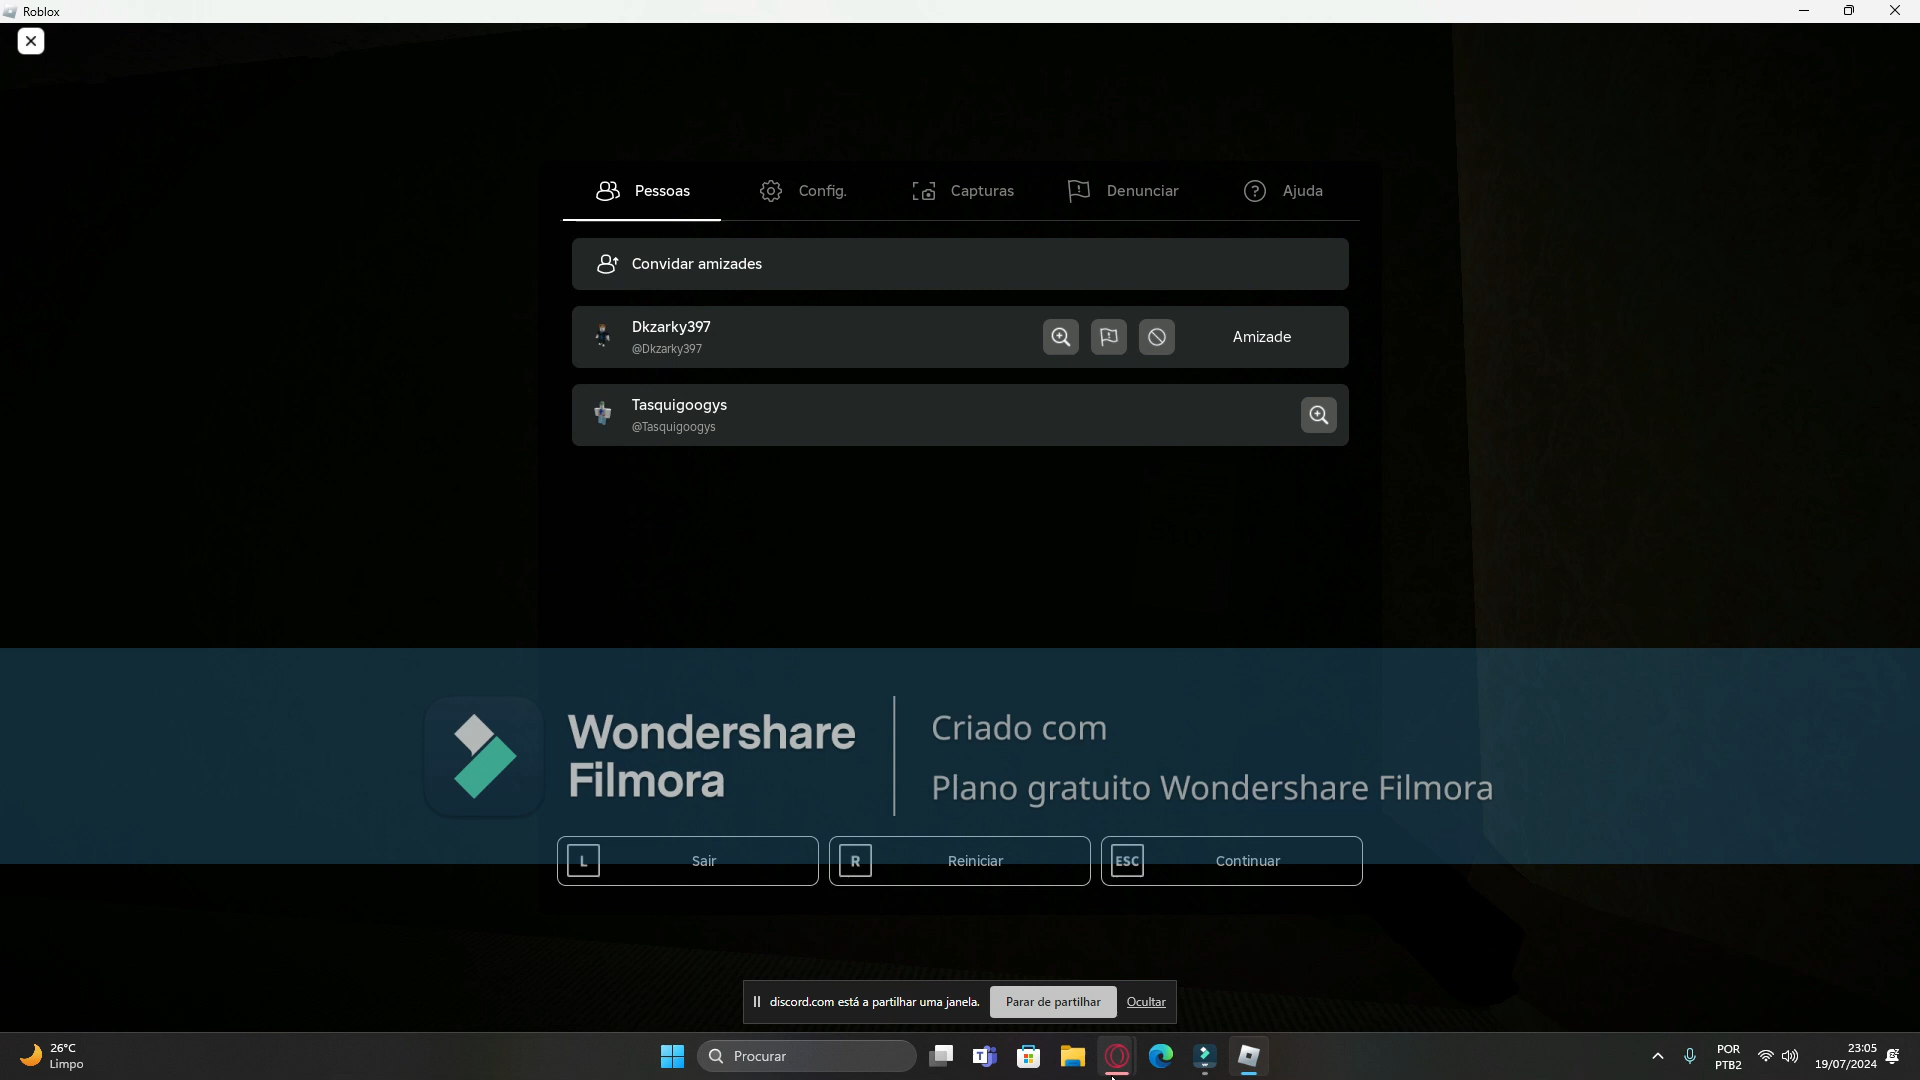 Roblox
Pessoas
Config.
Capturas
Denunciar
Ajuda
Convidar amizades
Dkzarky397
@Dkzarky397
Amizade
Tasquigoogys
@Tasquigoogys
Wondershare
Filmora
Criado com
Plano gratuito Wondershare Filmora
L
Sair
R
Reiniciar
ESC
Continuar
discord.com está a partilhar uma janela.
Parar de partilhar
Ocultar
26°C
Limpo
Procurar
POR
PTB2
23:05
19/07/2024